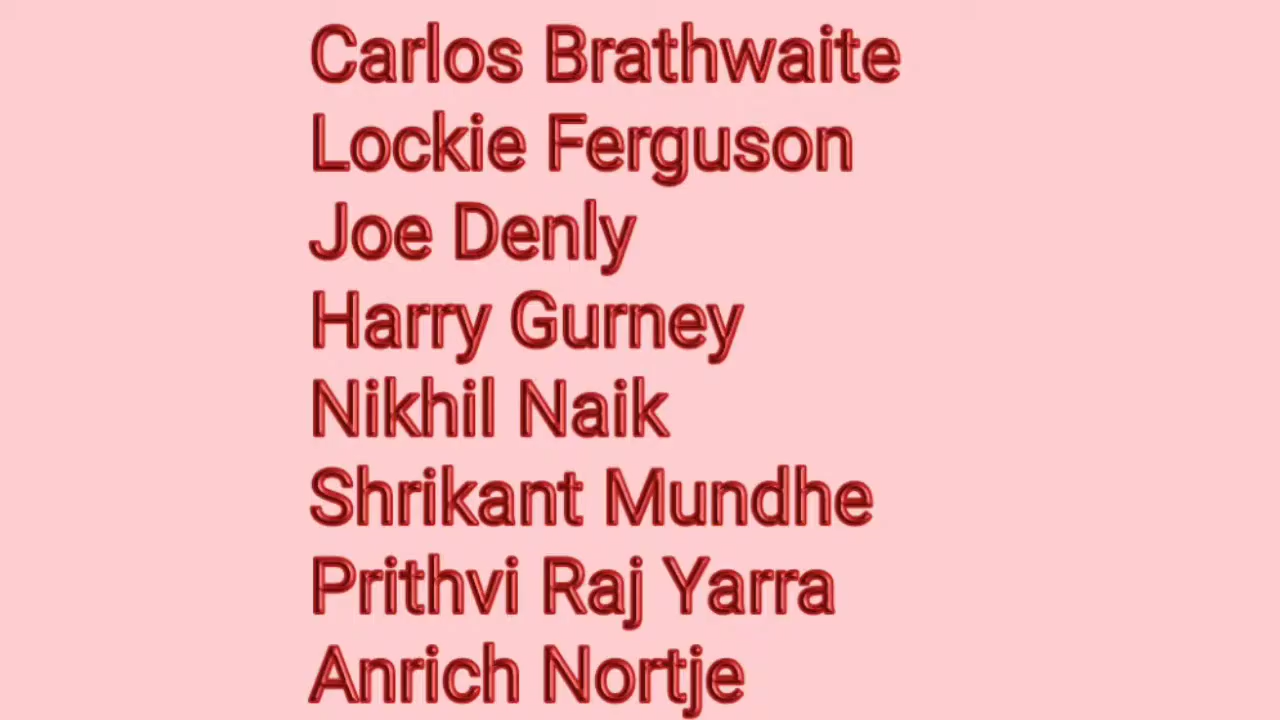 Carlos Brathwaite
Lockie Ferguson
Joe Denly
Harry Gurney
Nikhil Naik
Shrikant Mundhe
Prithvi Raj Yarra
Anrich Nortje